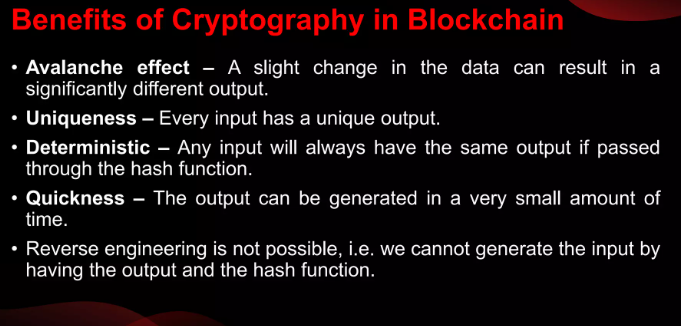 Benefits of Cryptography in Blockchain
• Avalanche effect – A slight change in the data can result in a
significantly different output.
• Uniqueness – Every input has a unique output.
• Deterministic – Any input will always have the same output if passed
through the hash function.
• Quickness – The output can be generated in a very small amount of
time.
• Reverse engineering is not possible, i.e. we cannot generate the input by
having the output and the hash function.